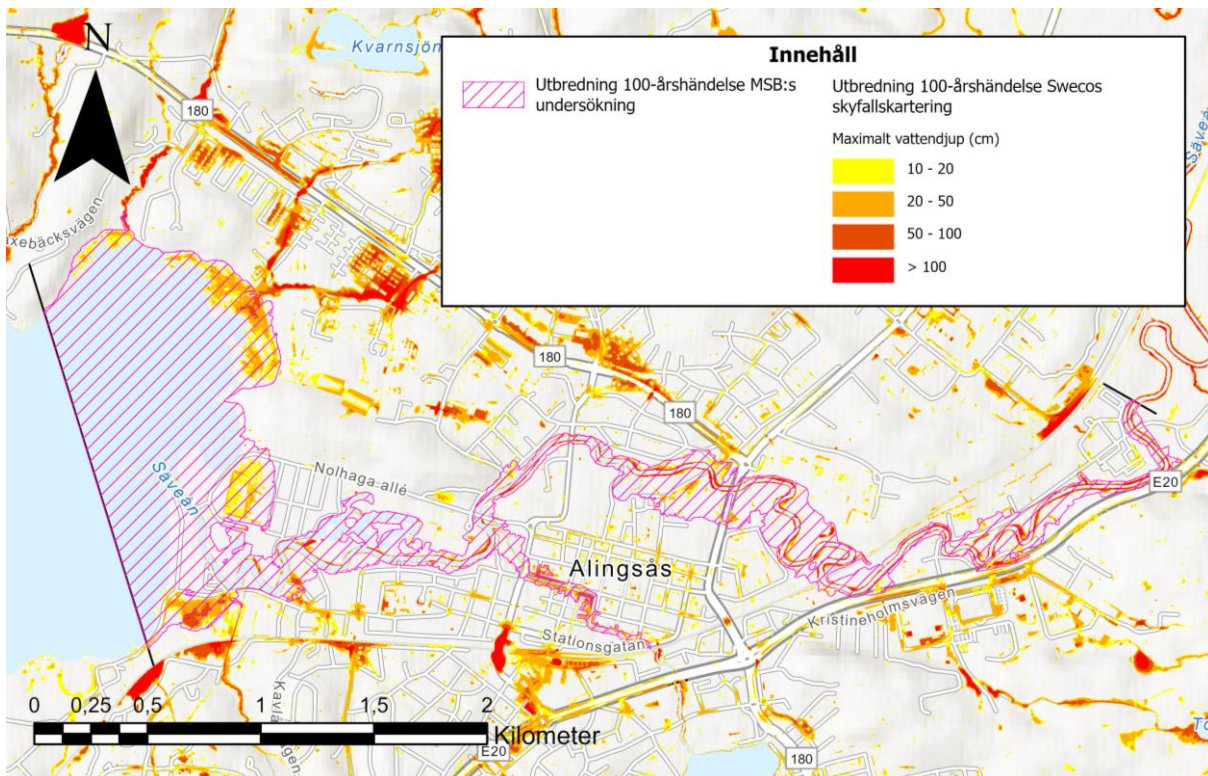 N
Kvarnsjön
Innehåll
Utbredning 100-årshändelse MSB:s
undersökning
Utbredning 100-årshändelse Swecos
skyfallskartering
Maximalt vattendjup (cm)
10 - 20
20 - 50
50 - 100
> 100
180
Säveån
axebäcksvägen
180
180
E20
Säveån
Nolhaga allé
Alingsås
Kristineholmsvägen
Stationsgatan
0 0,25 0,5 1 1,5 2
Kilometer
E20
180